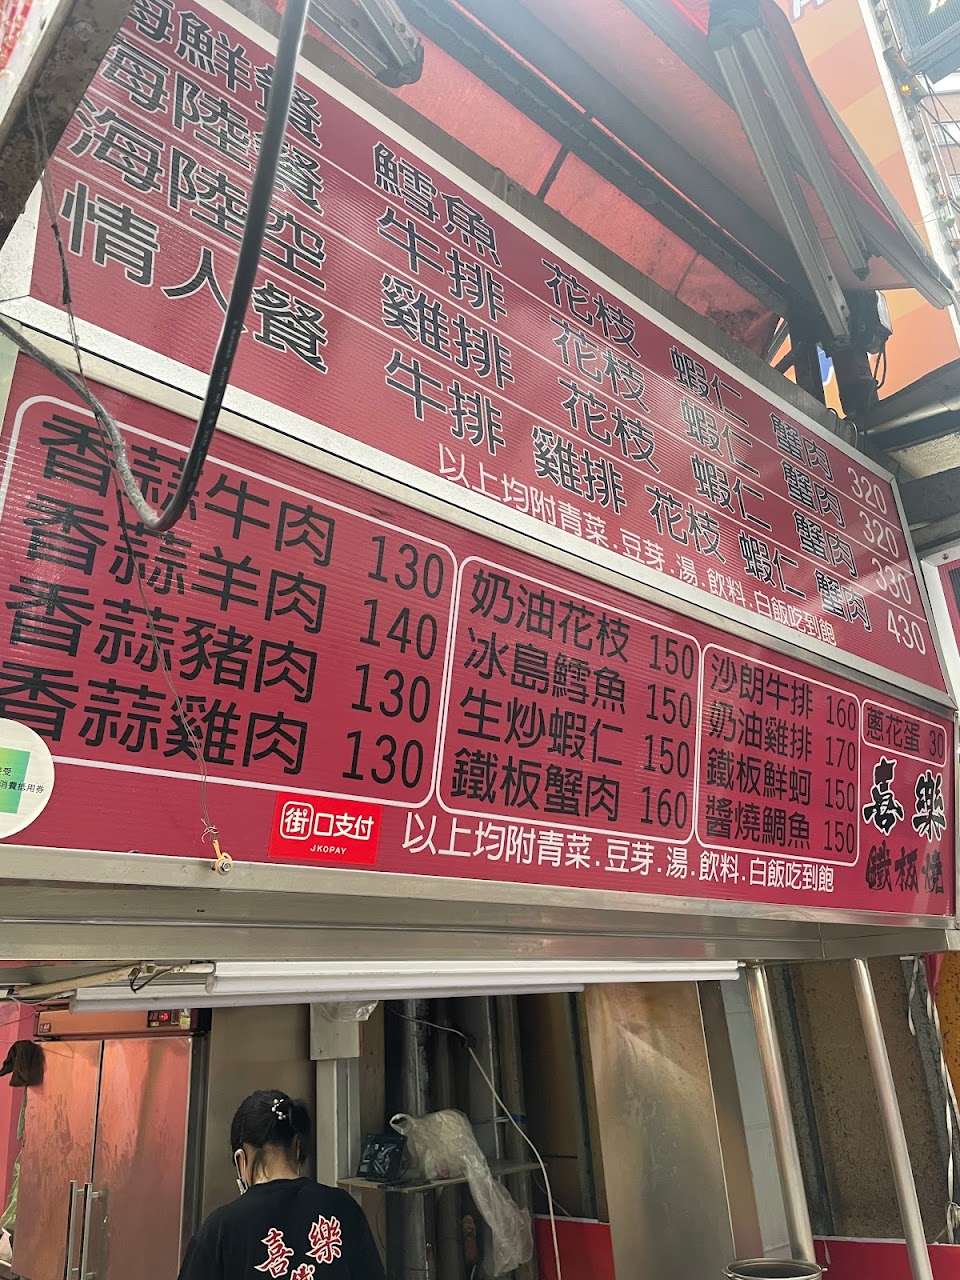 海鮮餐 鱈魚 花枝 蝦仁 蟹肉 320
海陸餐 牛排 花枝 蝦仁 蟹肉 320
海陸空餐 雞排 花枝 蝦仁 蟹肉 330
情人餐 牛排 雞排 花枝 蝦仁 蟹肉 430
以上均附青菜.豆芽.湯.飲料.白飯吃到飽
香蒜牛肉 130
香蒜羊肉 140
香蒜豬肉 130
香蒜雞肉 130
奶油花枝 150
冰島鱈魚 150
生炒蝦仁 150
鐵板蟹肉 160
沙朗牛排 160
奶油雞排 170
鐵板鮮蚵 150
醬燒鯛魚 150
蔥花蛋 30
喜樂
鐵板燒
街口支付
JKOPAY
以上均附青菜.豆芽.湯.飲料.白飯吃到飽
消費抵用券
喜樂